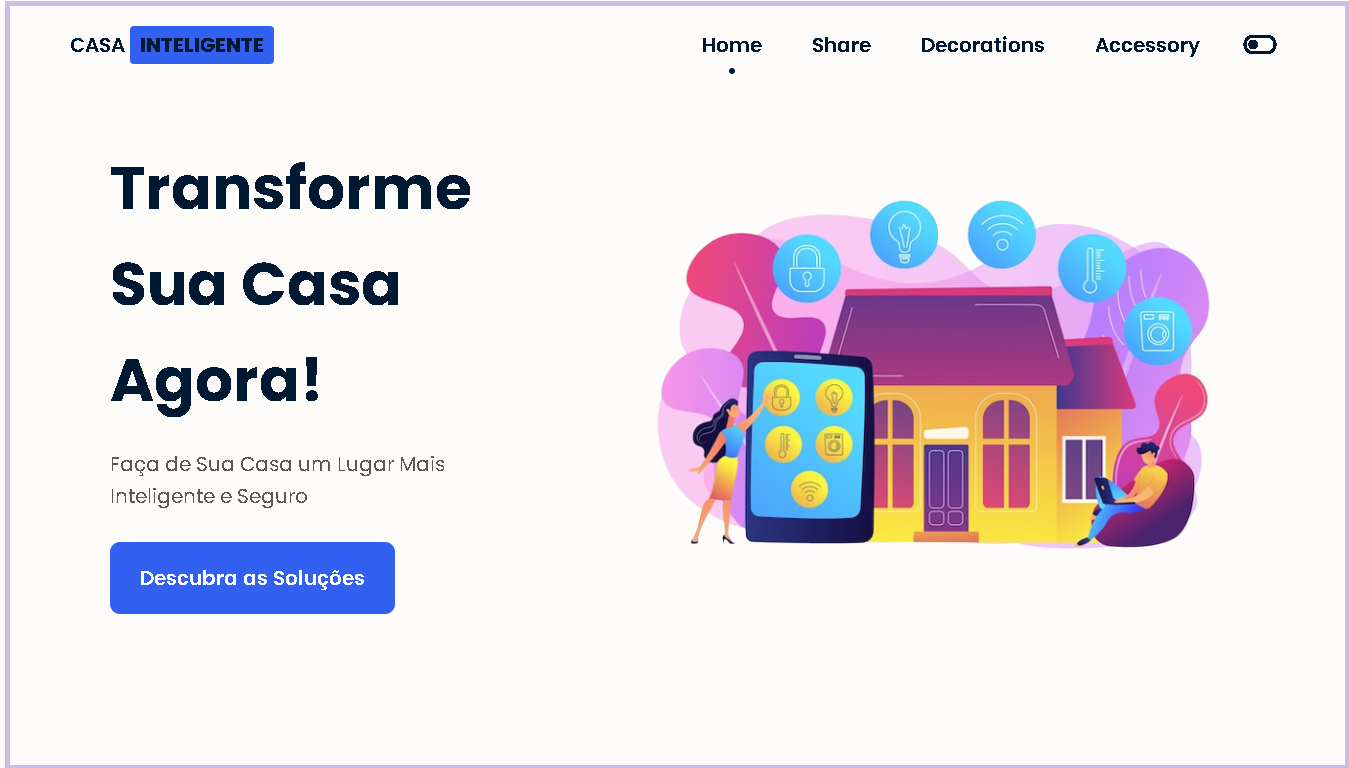 CASA INTELIGENTE
Home Share Decorations Accessory
Transforme
Sua Casa
Agora!
Faça de Sua Casa um Lugar Mais
Inteligente e Seguro
Descubra as Soluções